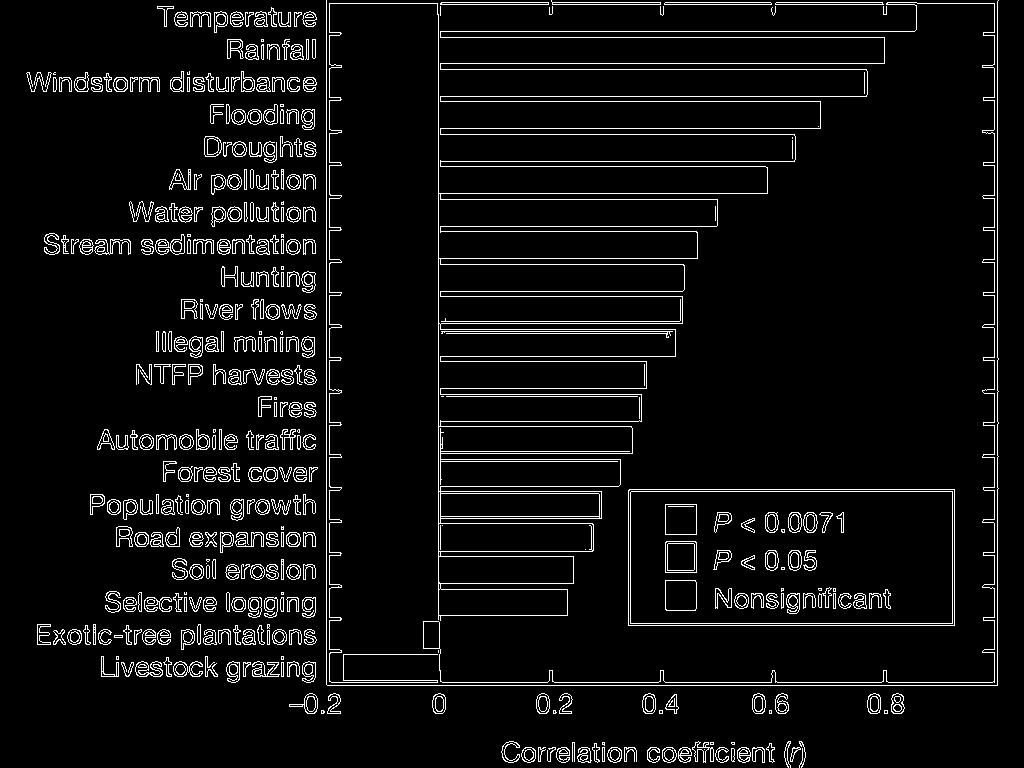 Temperature
Rainfall
Windstorm disturbance
Flooding
Droughts
Air pollution
Water pollution
Stream sedimentation
Hunting
River flows
Illegal mining
NTFP harvests
Fires
Automobile traffic
Forest cover
Population growth
Road expansion
Soil erosion
Selective logging
Exotic-tree plantations
Livestock grazing
P < 0.0071
P < 0.05
Nonsignificant
−0.2 0 0.2 0.4 0.6 0.8
Correlation coefficient (r)